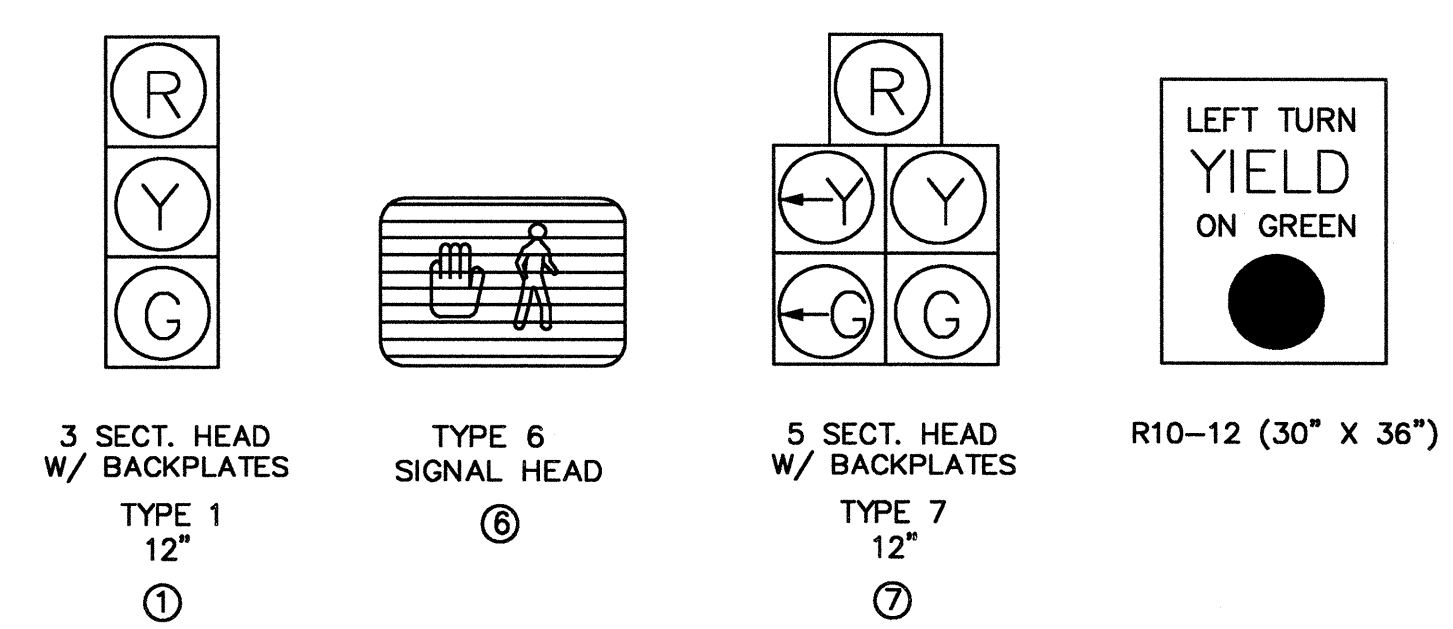 R
Y
G
3 SECT. HEAD
W/ BACKPLATES
TYPE 1
12"
1
TYPE 6
SIGNAL HEAD
6
R
Y Y
G G
5 SECT. HEAD
W/ BACKPLATES
TYPE 7
12"
7
LEFT TURN
YIELD
ON GREEN
R10-12 (30" X 36")